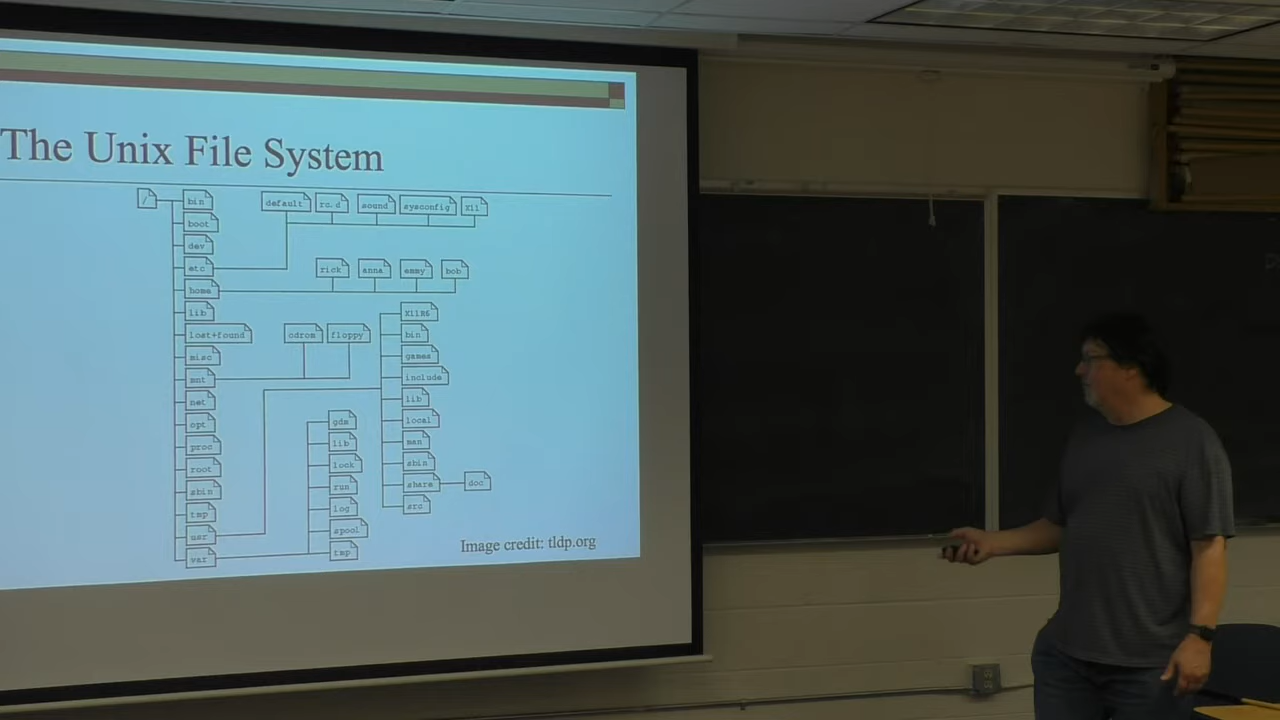 The Unix File System
/ bin default rc.d sound sysconfig X11
boot
dev
etc rick anna emmy bob
home
lib X11R6
lost+found cdrom floppy bin
misc games
mnt include
net lib
opt gdm local
proc lib man
root lock sbin
sbin run share doc
tmp log src
usr spool
var tmp
Image credit: tldp.org